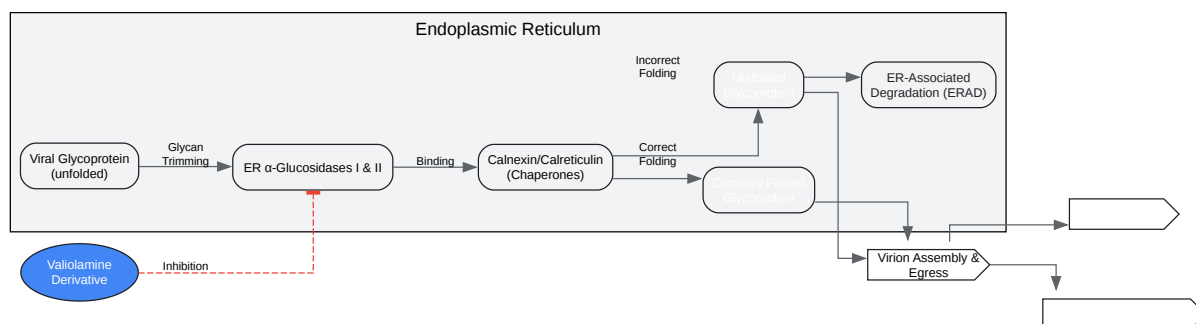 Endoplasmic Reticulum
Incorrect
Folding
Misfolded
Glycoprotein
ER-Associated
Degradation (ERAD)
Viral Glycoprotein
(unfolded)
Glycan
Trimming
ER α-Glucosidases I & II
Binding
Calnexin/Calreticulin
(Chaperones)
Correct
Folding
Correctly Folded
Glycoprotein
Valiolamine
Derivative
Inhibition
Virion Assembly &
Egress